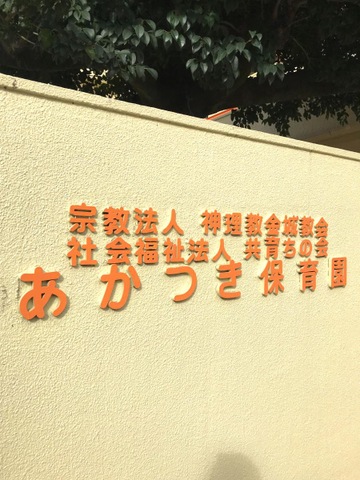 宗教法人 神理教金城教会
社会福祉法人 共育ちの会
あかつき保育園